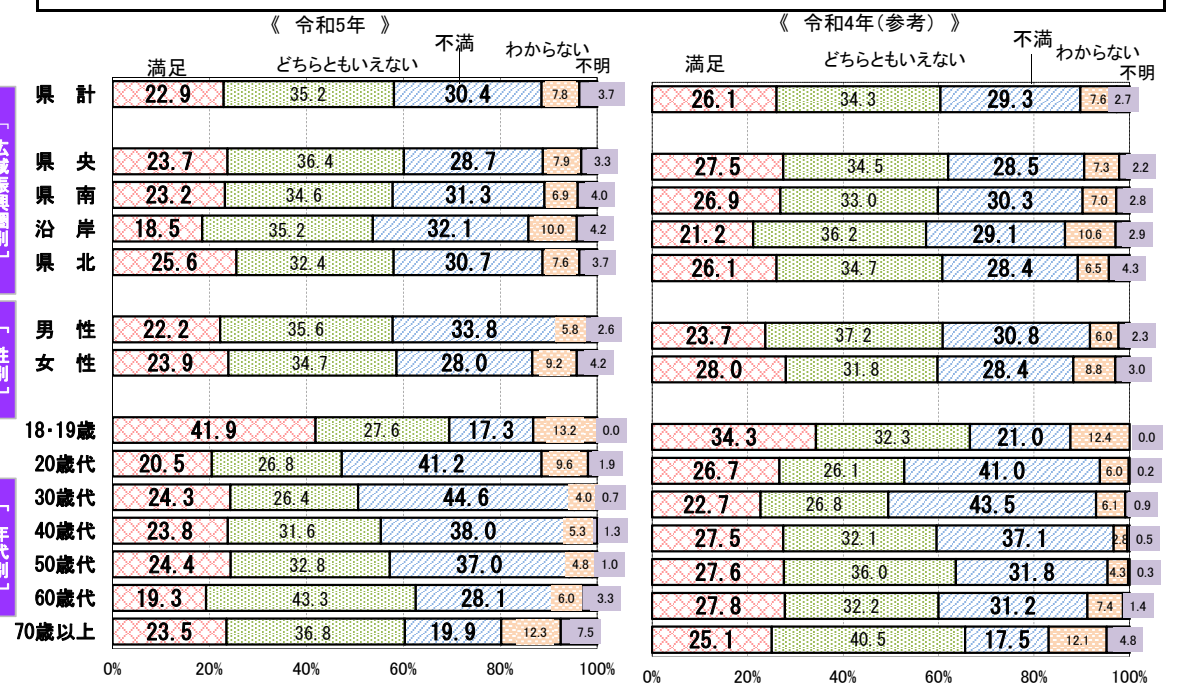 《 令和5年 》
《 令和4年(参考) 》
満足 どちらともいえない 不満 わからない 不明
満足 どちらともいえない 不満 わからない 不明
「広域振興圏別」
県 計 22.9 35.2 30.4 7.8 3.7 26.1 34.3 29.3 7.6 2.7
県 央 23.7 36.4 28.7 7.9 3.3 27.5 34.5 28.5 7.3 2.2
県 南 23.2 34.6 31.3 6.9 4.0 26.9 33.0 30.3 7.0 2.8
沿 岸 18.5 35.2 32.1 10.0 4.2 21.2 36.2 29.1 10.6 2.9
県 北 25.6 32.4 30.7 7.6 3.7 26.1 34.7 28.4 6.5 4.3
「性別」
男 性 22.2 35.6 33.8 5.8 2.6 23.7 37.2 30.8 6.0 2.3
女 性 23.9 34.7 28.0 9.2 4.2 28.0 31.8 28.4 8.8 3.0
「年代別」
18・19歳 41.9 27.6 17.3 13.2 0.0 34.3 32.3 21.0 12.4 0.0
20歳代 20.5 26.8 41.2 9.6 1.9 26.7 26.1 41.0 6.0 0.2
30歳代 24.3 26.4 44.6 4.0 0.7 22.7 26.8 43.5 6.1 0.9
40歳代 23.8 31.6 38.0 5.3 1.3 27.5 32.1 37.1 2.8 0.5
50歳代 24.4 32.8 37.0 4.8 1.0 27.6 36.0 31.8 4.3 0.3
60歳代 19.3 43.3 28.1 6.0 3.3 27.8 32.2 31.2 7.4 1.4
70歳以上 23.5 36.8 19.9 12.3 7.5 25.1 40.5 17.5 12.1 4.8
0% 20% 40% 60% 80% 100%
0% 20% 40% 60% 80% 100%